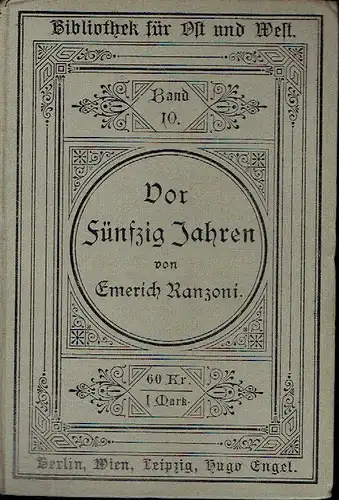 Bibliothek für Ost und West.
Band
10.
Vor
Fünfzig Jahren
von
Emerich Ranzoni.
60 Kr.
1 Mark.
Berlin, Wien, Leipzig, Hugo Engel.